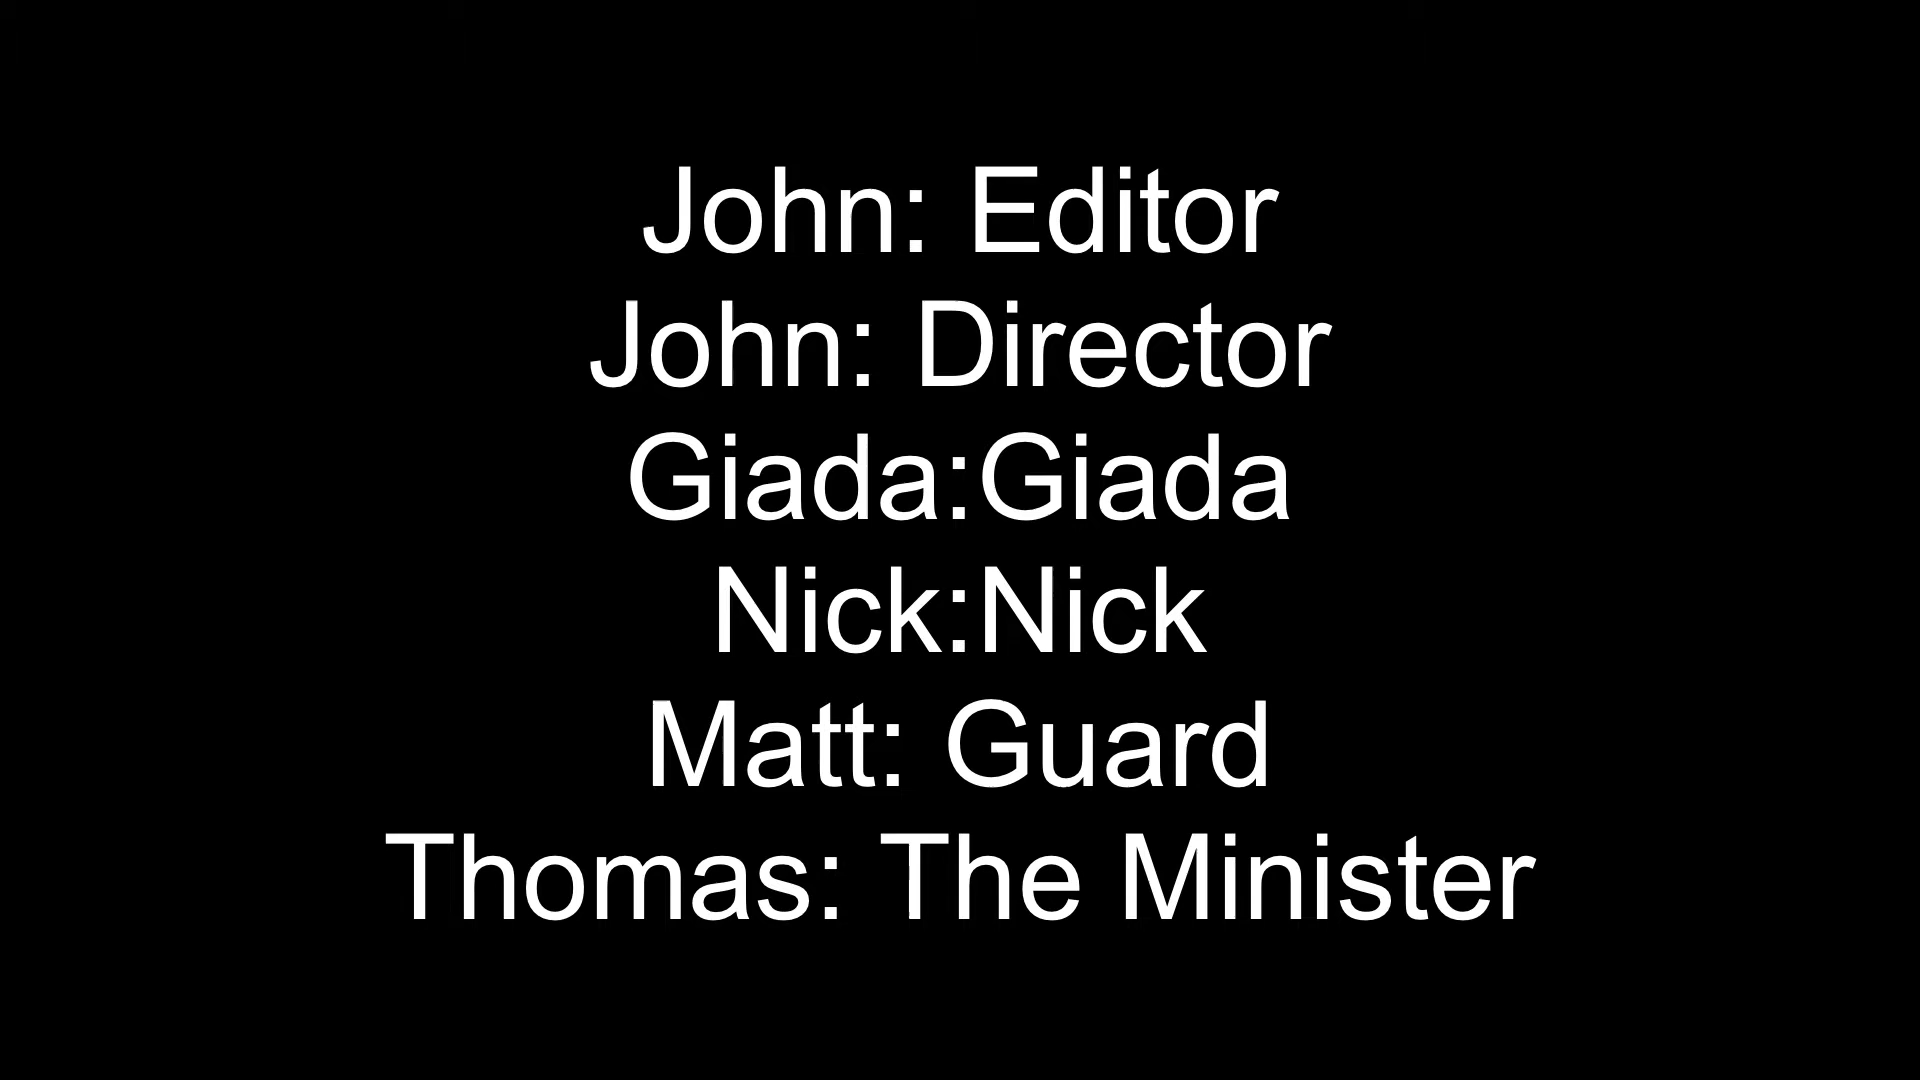 John: Editor
John: Director
Giada:Giada
Nick:Nick
Matt: Guard
Thomas: The Minister